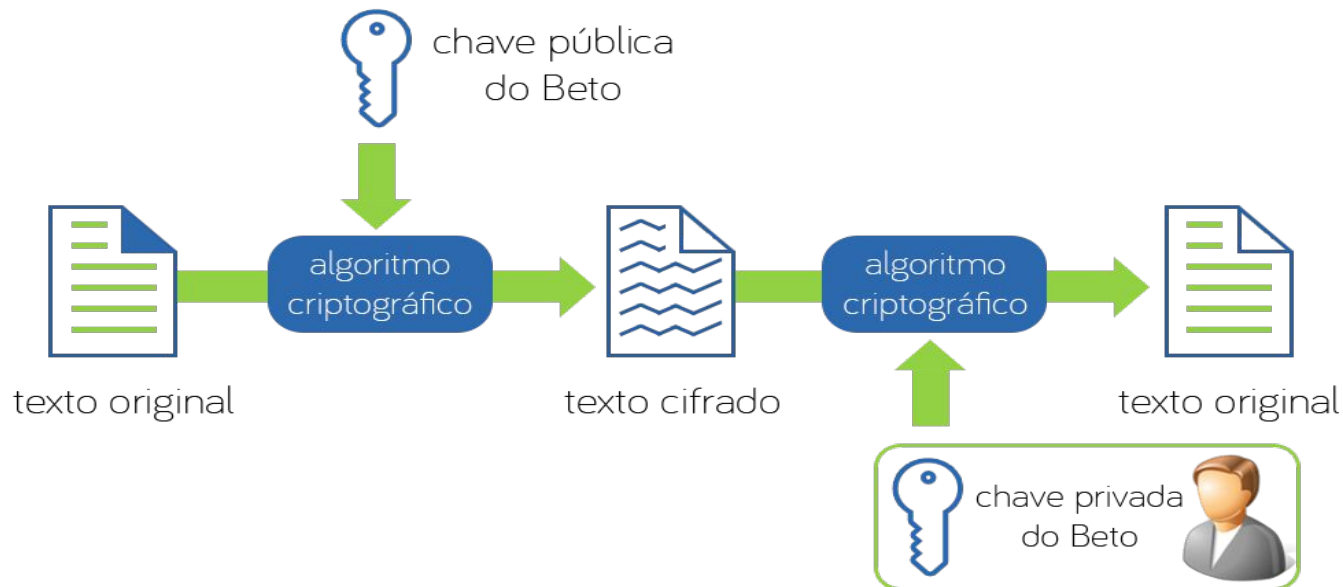 chave pública
do Beto
algoritmo
criptográfico
algoritmo
criptográfico
texto original
texto cifrado
texto original
chave privada
do Beto